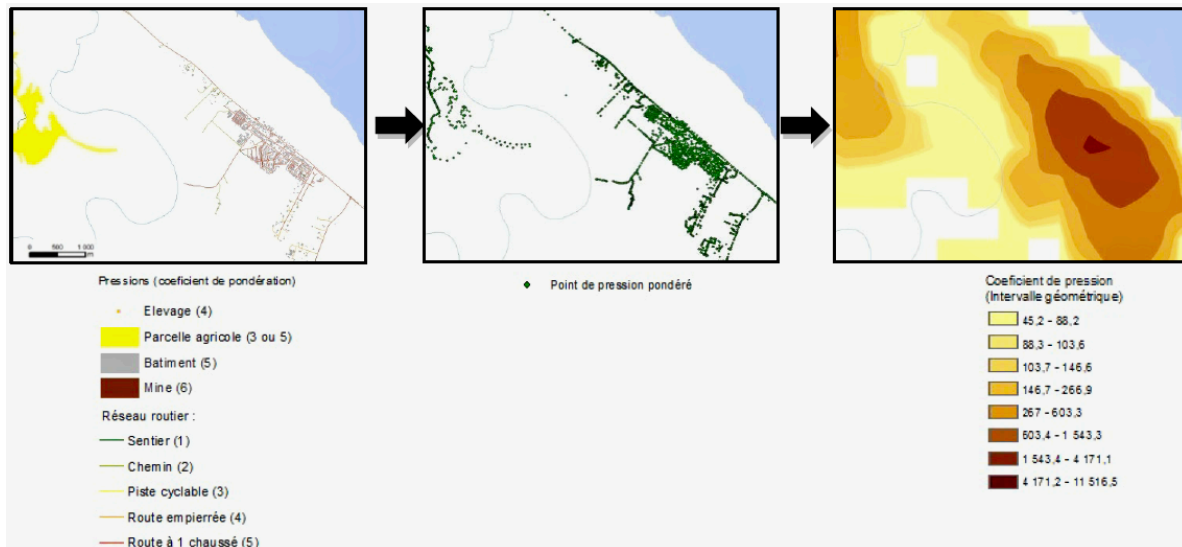 0 500 1 000
m
Pressions (coeficient de pondération)
Elevage (4)
Parcelle agricole (3 ou 5)
Batiment (5)
Mine (6)
Réseau routier :
Sentier (1)
Chemin (2)
Piste cyclable (3)
Route empierrée (4)
Route à 1 chaussé (5)
Point de pression pondéré
Coeficient de pression
(Intervalle géométrique)
45,2 - 88,2
88,3 - 103,6
103,7 - 146,6
146,7 - 266,9
267 - 603,3
603,4 - 1 543,3
1 543,4 - 4 171,1
4 171,2 - 11 516,5